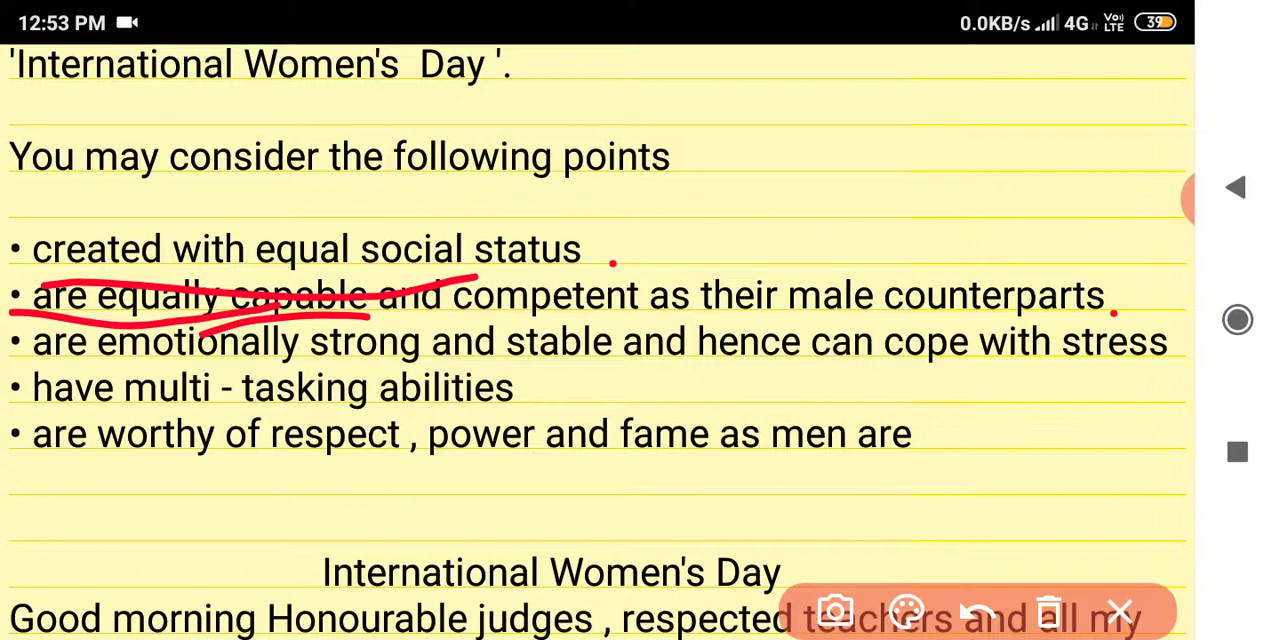 12:53 PM 0.0KB/s 4G Vo) LTE 39
'International Women's Day '.
You may consider the following points
• created with equal social status
• are equally capable and competent as their male counterparts
• are emotionally strong and stable and hence can cope with stress
• have multi - tasking abilities
• are worthy of respect , power and fame as men are
International Women's Day
Good morning Honourable judges , respected teachers and all my